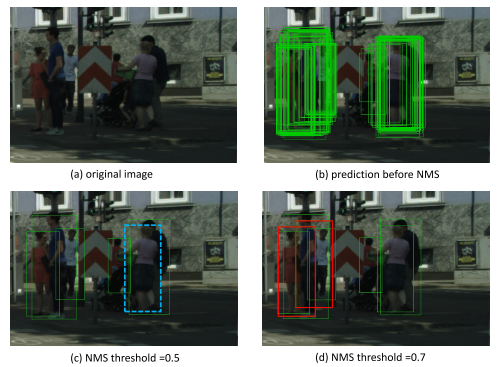 (a) original image
(b) prediction before NMS
(c) NMS threshold =0.5
(d) NMS threshold =0.7